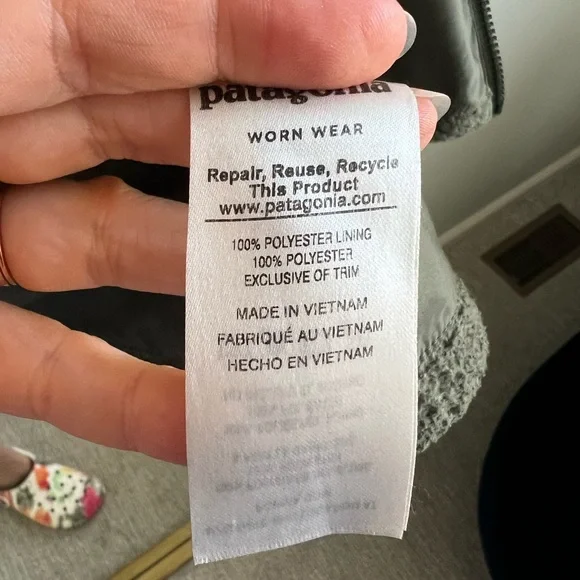 patagonia
WORN WEAR
Repair, Reuse, Recycle
This Product
www.patagonia.com
100% POLYESTER LINING
100% POLYESTER
EXCLUSIVE OF TRIM
MADE IN VIETNAM
FABRIQUÉ AU VIETNAM
HECHO EN VIETNAM